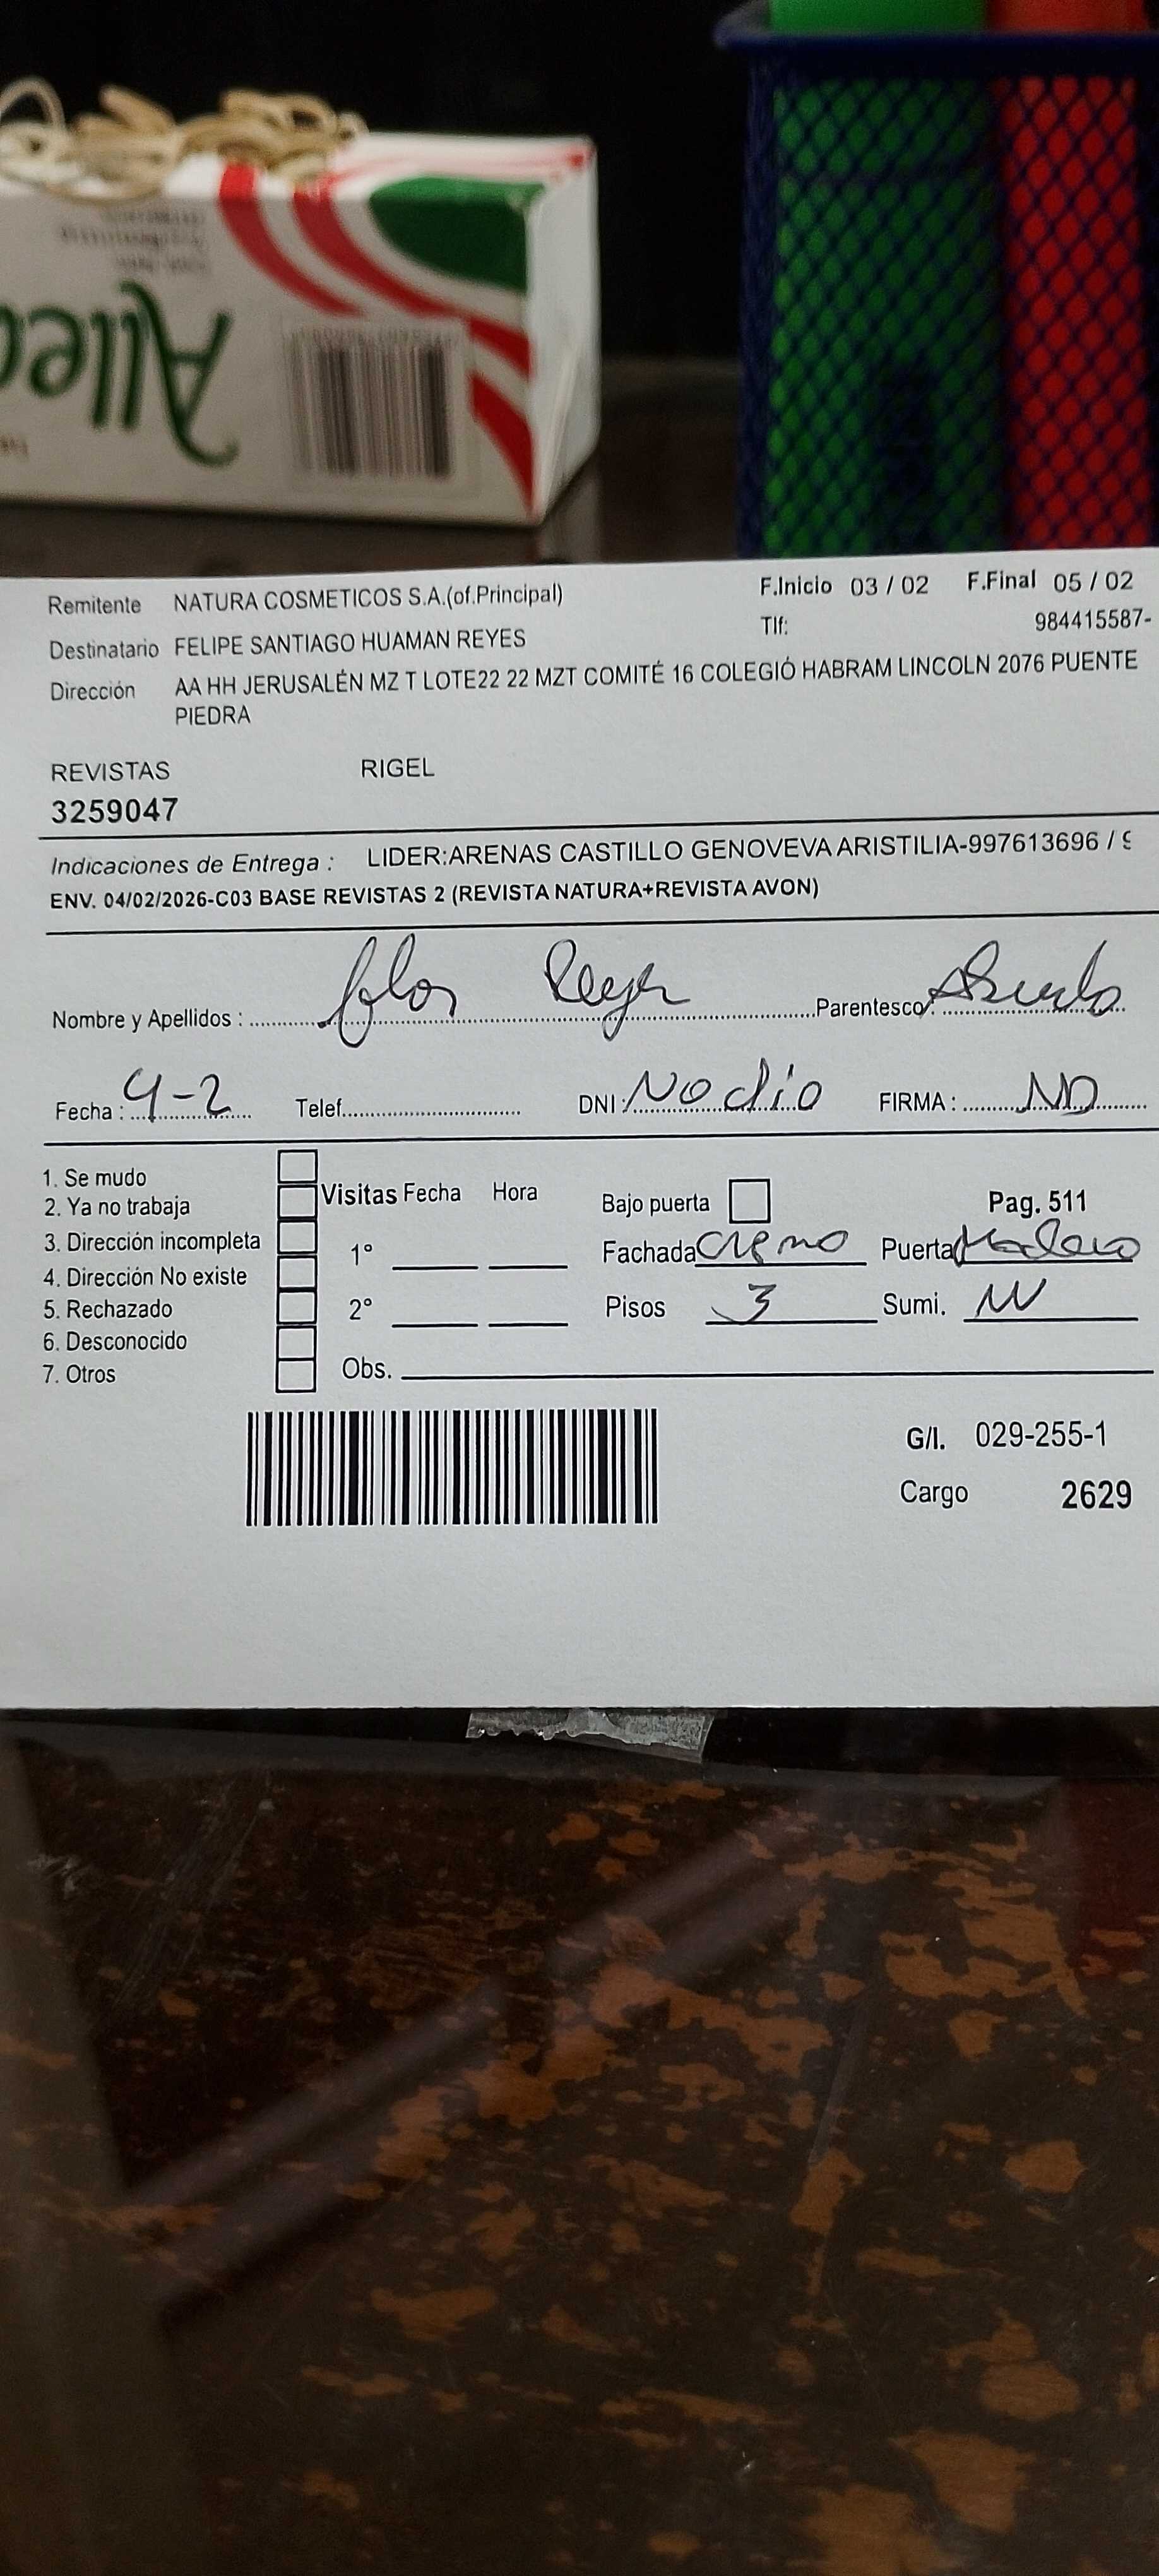 Alle
Remitente NATURA COSMETICOS S.A.(of.Principal) F.Inicio 03 / 02 F.Final 05 / 02
Destinatario FELIPE SANTIAGO HUAMAN REYES Tlf: 984415587-
Dirección AA HH JERUSALÉN MZ T LOTE22 22 MZT COMITÉ 16 COLEGIÓ HABRAM LINCOLN 2076 PUENTE
PIEDRA
REVISTAS RIGEL
3259047
Indicaciones de Entrega : LIDER:ARENAS CASTILLO GENOVEVA ARISTILIA-997613696 / 9
ENV. 04/02/2026-C03 BASE REVISTAS 2 (REVISTA NATURA+REVISTA AVON)
Nombre y Apellidos : Reyes Parentesco:
Fecha : 4-2 Telef. DNI : No dio FIRMA : ND
1. Se mudo
2. Ya no trabaja Visitas Fecha Hora Bajo puerta Pag. 511
3. Dirección incompleta 1° Fachada Cremo Puerta Madero
4. Dirección No existe
5. Rechazado 2° Pisos 3 Sumi.
6. Desconocido
7. Otros Obs.
G/l. 029-255-1
Cargo 2629